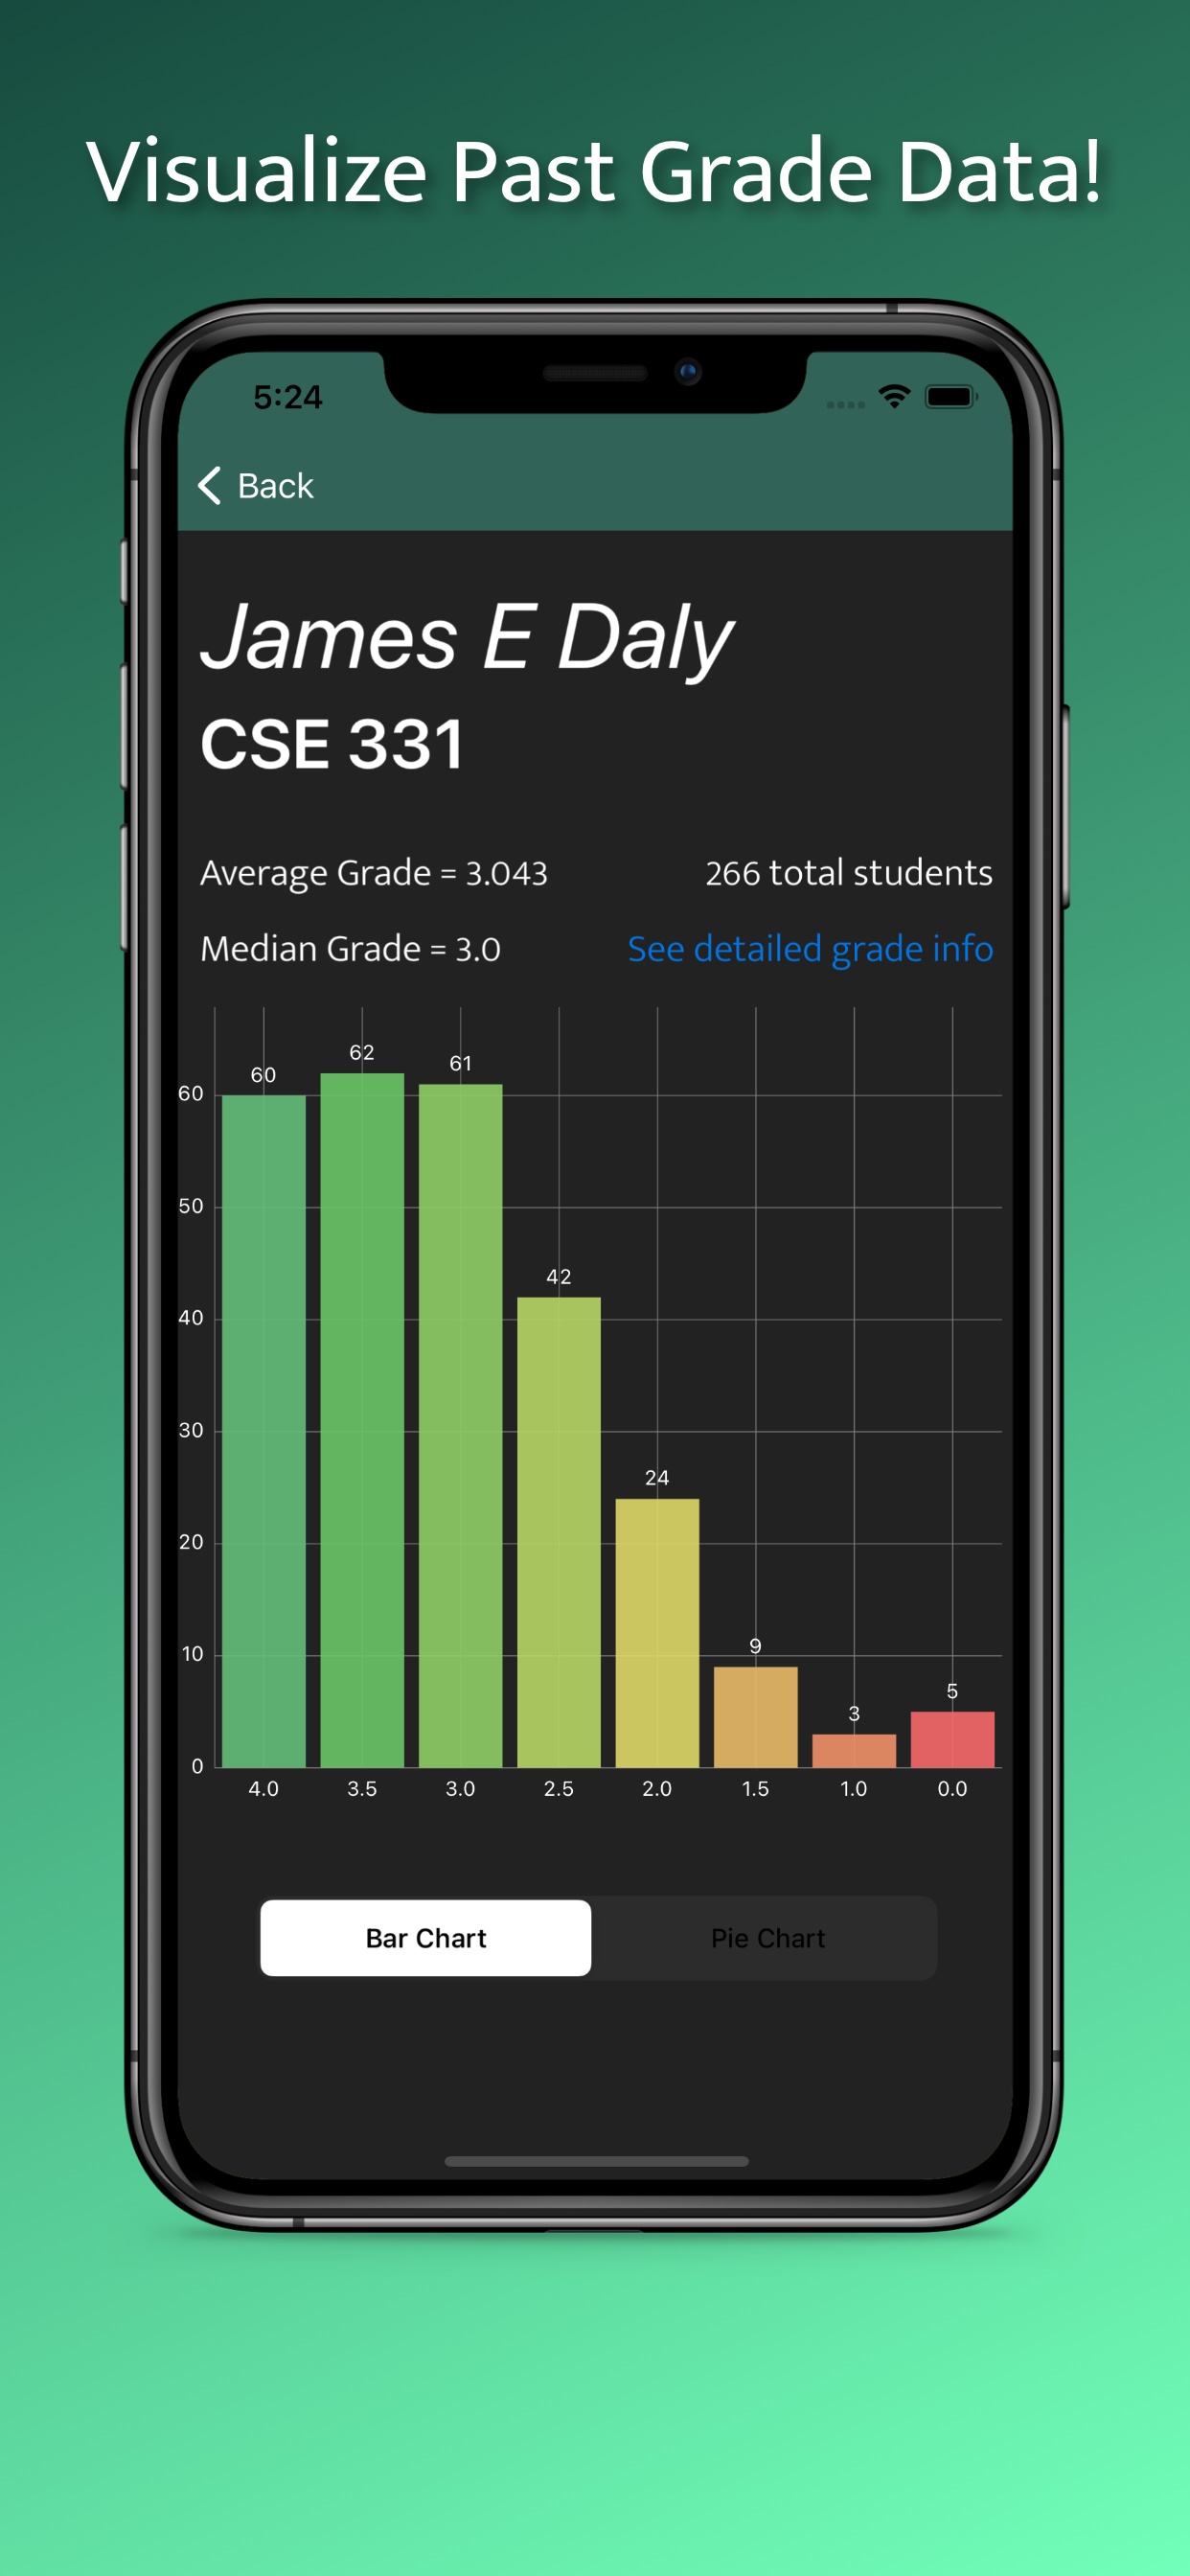 Visualize Past Grade Data!
5:24
Back
James E Daly
CSE 331
Average Grade = 3.043
266 total students
Median Grade = 3.0
See detailed grade info
60
62
61
42
24
9
3
5
60
50
40
30
20
10
0
4.0 3.5 3.0 2.5 2.0 1.5 1.0 0.0
Bar Chart
Pie Chart